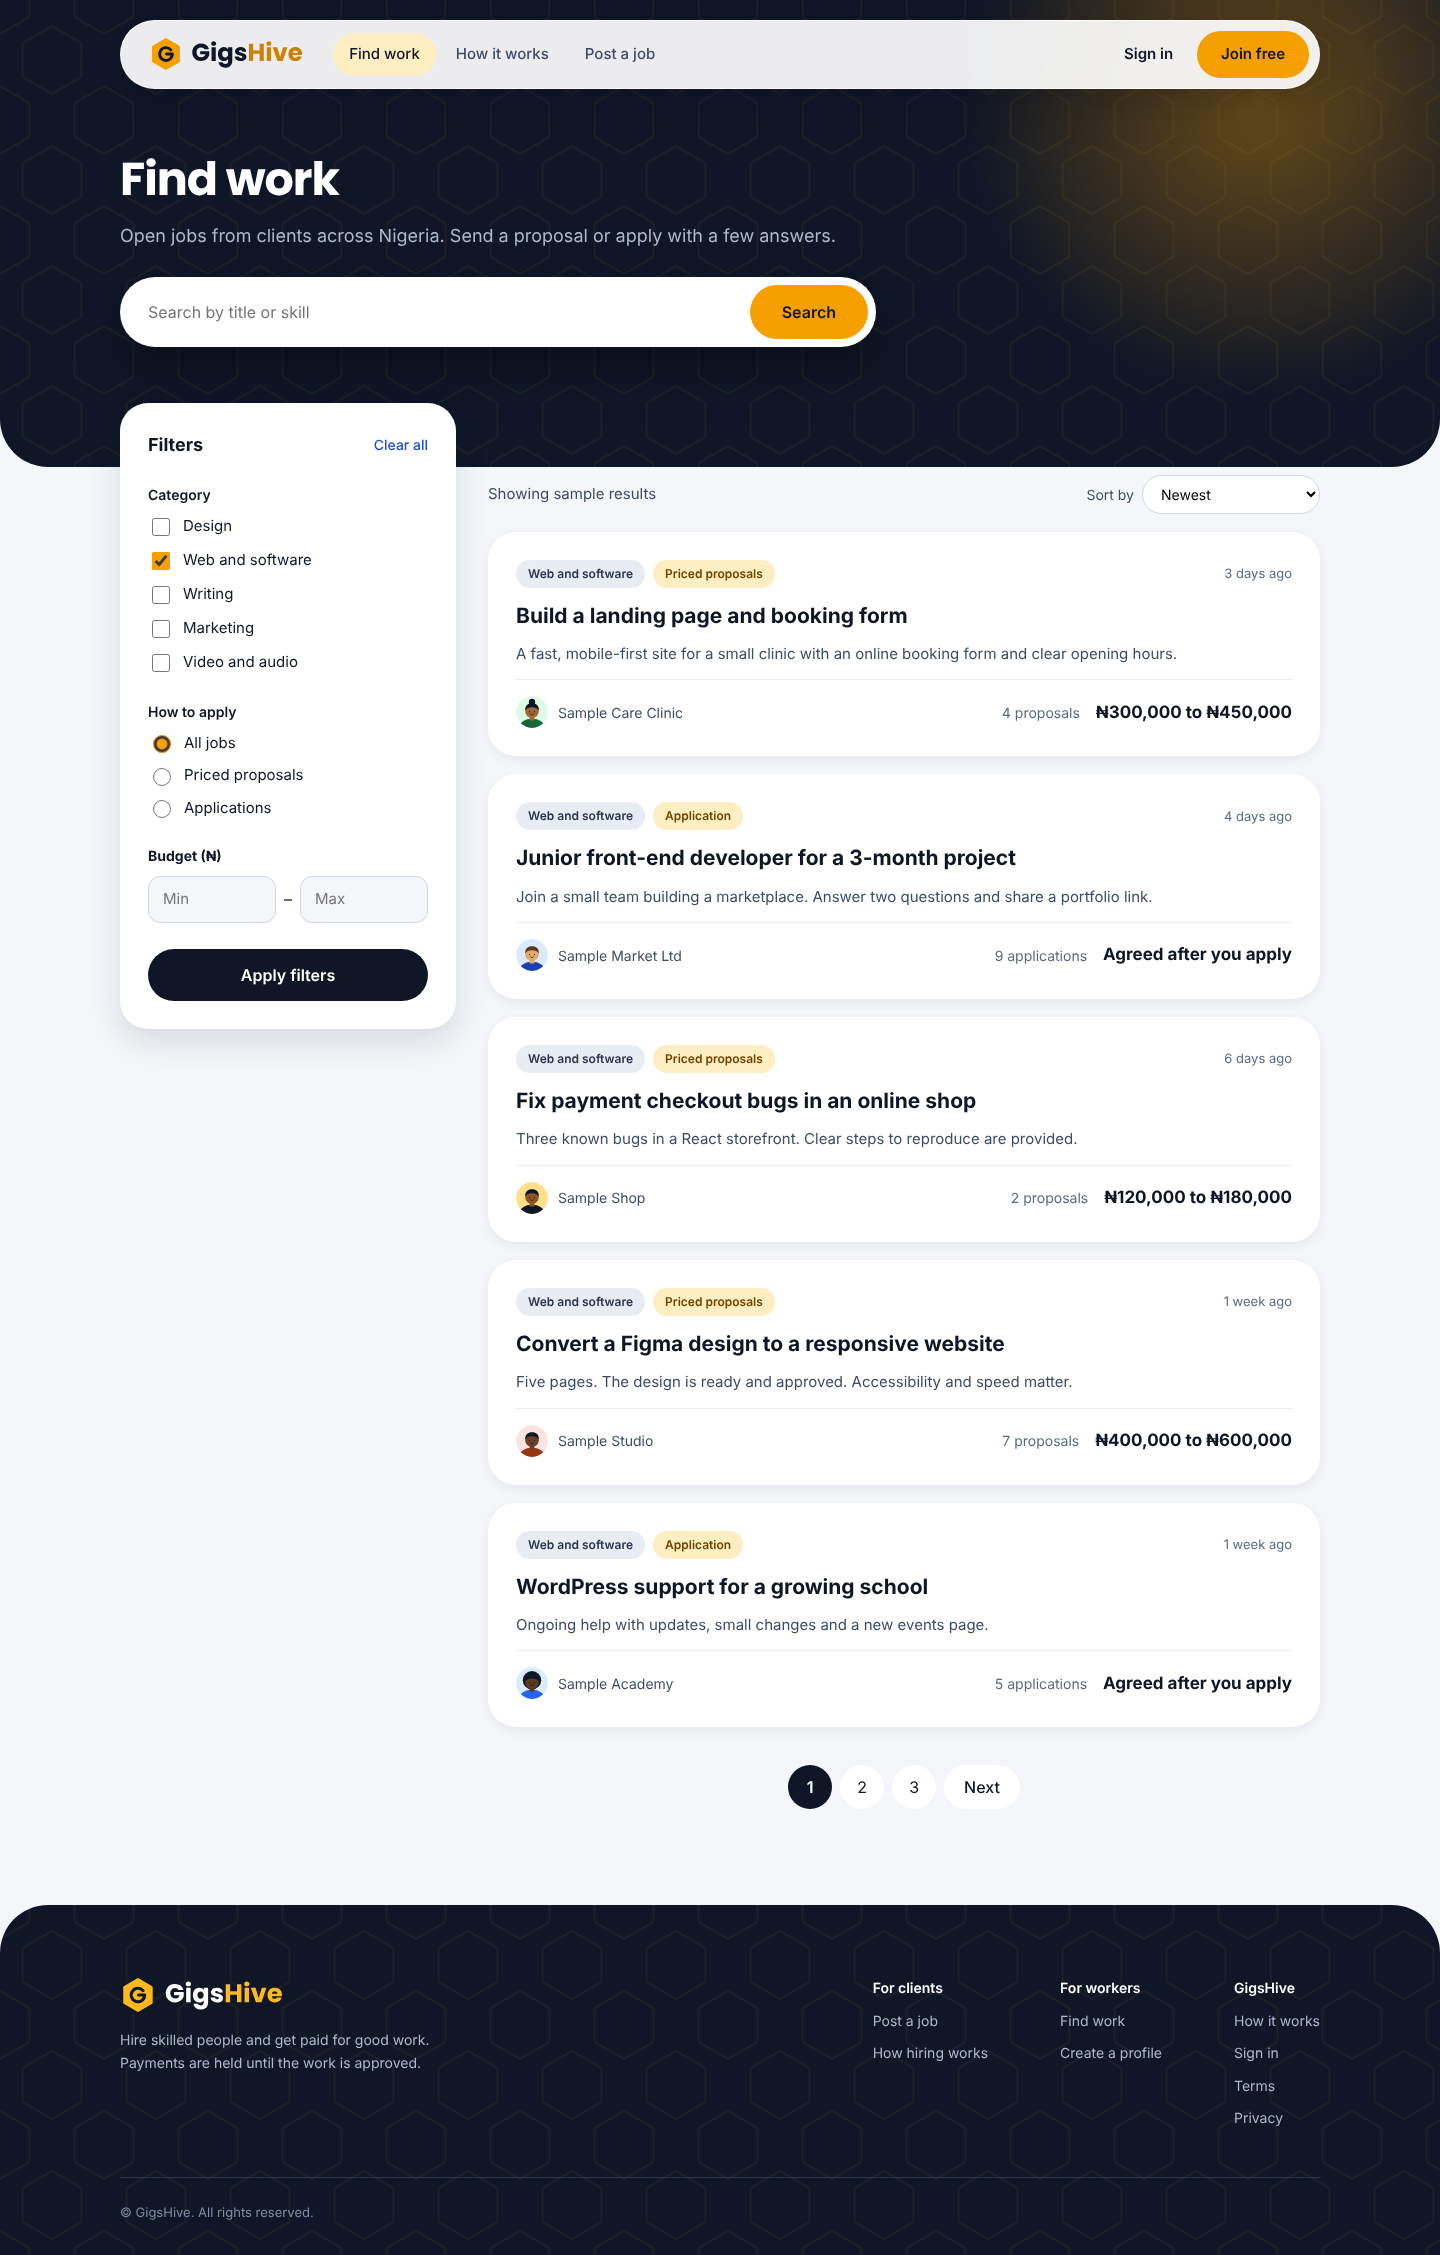 GigsHive
Find work
How it works
Post a job
Sign in
Join free
Find work
Open jobs from clients across Nigeria. Send a proposal or apply with a few answers.
Search by title or skill
Search
Filters
Clear all
Category
Design
Web and software
Writing
Marketing
Video and audio
How to apply
All jobs
Priced proposals
Applications
Budget (₦)
Min
–
Max
Apply filters
Showing sample results
Sort by
Newest
Web and software
Priced proposals
3 days ago
Build a landing page and booking form
A fast, mobile-first site for a small clinic with an online booking form and clear opening hours.
Sample Care Clinic
4 proposals
₦300,000 to ₦450,000
Web and software
Application
4 days ago
Junior front-end developer for a 3-month project
Join a small team building a marketplace. Answer two questions and share a portfolio link.
Sample Market Ltd
9 applications
Agreed after you apply
Web and software
Priced proposals
6 days ago
Fix payment checkout bugs in an online shop
Three known bugs in a React storefront. Clear steps to reproduce are provided.
Sample Shop
2 proposals
₦120,000 to ₦180,000
Web and software
Priced proposals
1 week ago
Convert a Figma design to a responsive website
Five pages. The design is ready and approved. Accessibility and speed matter.
Sample Studio
7 proposals
₦400,000 to ₦600,000
Web and software
Application
1 week ago
WordPress support for a growing school
Ongoing help with updates, small changes and a new events page.
Sample Academy
5 applications
Agreed after you apply
1
2
3
Next
GigsHive
Hire skilled people and get paid for good work.
Payments are held until the work is approved.
For clients
Post a job
How hiring works
For workers
Find work
Create a profile
GigsHive
How it works
Sign in
Terms
Privacy
© GigsHive. All rights reserved.